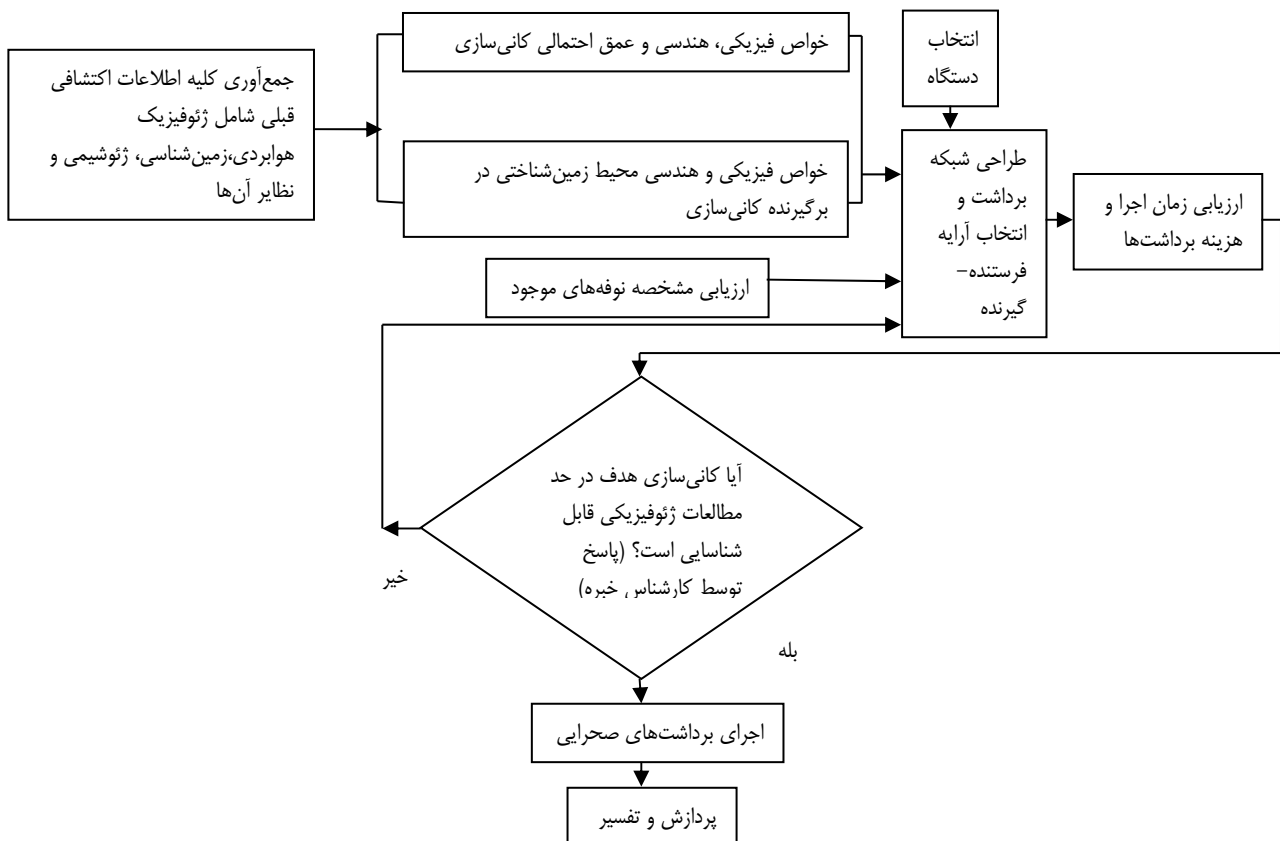 جمع‌آوری کلیه اطلاعات اکتشافی
قبلی شامل ژئوفیزیک
هوابردی،زمین‌شناسی، ژئوشیمی و
نظایر آن‌ها
خواص فیزیکی، هندسی و عمق احتمالی کانی‌سازی
خواص فیزیکی و هندسی محیط زمین‌شناختی در
برگیرنده کانی‌سازی
ارزیابی مشخصه نوفه‌های موجود
انتخاب
دستگاه
طراحی شبکه
برداشت و
انتخاب آرایه
فرستنده–
گیرنده
ارزیابی زمان اجرا و
هزینه برداشت‌ها
آیا کانی‌سازی هدف در حد
مطالعات ژئوفیزیکی قابل
شناسایی است؟ (پاسخ
توسط کارشناس خبره)
خیر
بله
اجرای برداشت‌های صحرایی
پردازش و تفسیر